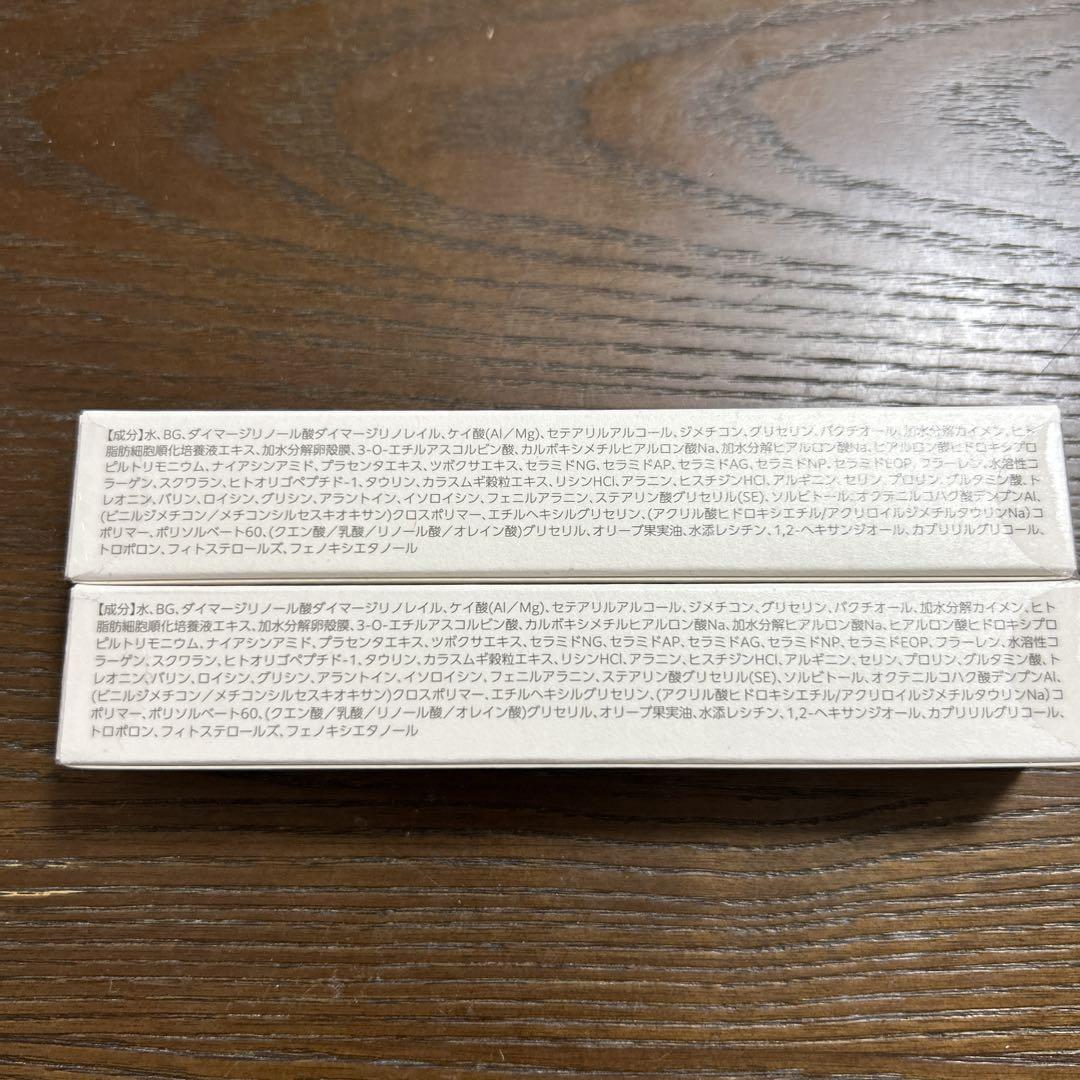 【成分】水、BG、ダイマージリノール酸ダイマージリノレイル、ケイ酸(Al／Mg)、セテアリルアルコール、ジメチコン、グリセリン、バクチオール、加水分解カイメン、ヒト
脂肪細胞順化培養液エキス、加水分解卵殻膜、3-O-エチルアスコルビン酸、カルボキシメチルヒアルロン酸Na、加水分解ヒアルロン酸Na、ヒアルロン酸ヒドロキシプロ
ピルトリモニウム、ナイアシンアミド、プラセンタエキス、ツボクサエキス、セラミドNG、セラミドAP、セラミドAG、セラミドNP、セラミドEOP、フラーレン、水溶性コ
ラーゲン、スクワラン、ヒトオリゴペプチド-1、タウリン、カラスムギ穀粒エキス、リシンHCl、アラニン、ヒスチジンHCl、アルギニン、セリン、プロリン、グルタミン酸、ト
レオニン、バリン、ロイシン、グリシン、アラントイン、イソロイシン、フェニルアラニン、ステアリン酸グリセリル(SE)、ソルビトール、オクテニルコハク酸デンプンAl、
(ビニルジメチコン／メチコンシルセスキオキサン)クロスポリマー、エチルヘキシルグリセリン、(アクリル酸ヒドロキシエチル/アクリロイルジメチルタウリンNa)コ
ポリマー、ポリソルベート60、(クエン酸／乳酸／リノール酸／オレイン酸)グリセリル、オリーブ果実油、水添レシチン、1,2-ヘキサンジオール、カプリリルグリコール、
トロポロン、フィトステロールズ、フェノキシエタノール
【成分】水、BG、ダイマージリノール酸ダイマージリノレイル、ケイ酸(Al／Mg)、セテアリルアルコール、ジメチコン、グリセリン、バクチオール、加水分解カイメン、ヒト
脂肪細胞順化培養液エキス、加水分解卵殻膜、3-O-エチルアスコルビン酸、カルボキシメチルヒアルロン酸Na、加水分解ヒアルロン酸Na、ヒアルロン酸ヒドロキシプロ
ピルトリモニウム、ナイアシンアミド、プラセンタエキス、ツボクサエキス、セラミドNG、セラミドAP、セラミドAG、セラミドNP、セラミドEOP、フラーレン、水溶性コ
ラーゲン、スクワラン、ヒトオリゴペプチド-1、タウリン、カラスムギ穀粒エキス、リシンHCl、アラニン、ヒスチジンHCl、アルギニン、セリン、プロリン、グルタミン酸、ト
レオニン、バリン、ロイシン、グリシン、アラントイン、イソロイシン、フェニルアラニン、ステアリン酸グリセリル(SE)、ソルビトール、オクテニルコハク酸デンプンAl、
(ビニルジメチコン／メチコンシルセスキオキサン)クロスポリマー、エチルヘキシルグリセリン、(アクリル酸ヒドロキシエチル/アクリロイルジメチルタウリンNa)コ
ポリマー、ポリソルベート60、(クエン酸／乳酸／リノール酸／オレイン酸)グリセリル、オリーブ果実油、水添レシチン、1,2-ヘキサンジオール、カプリリルグリコール、
トロポロン、フィトステロールズ、フェノキシエタノール